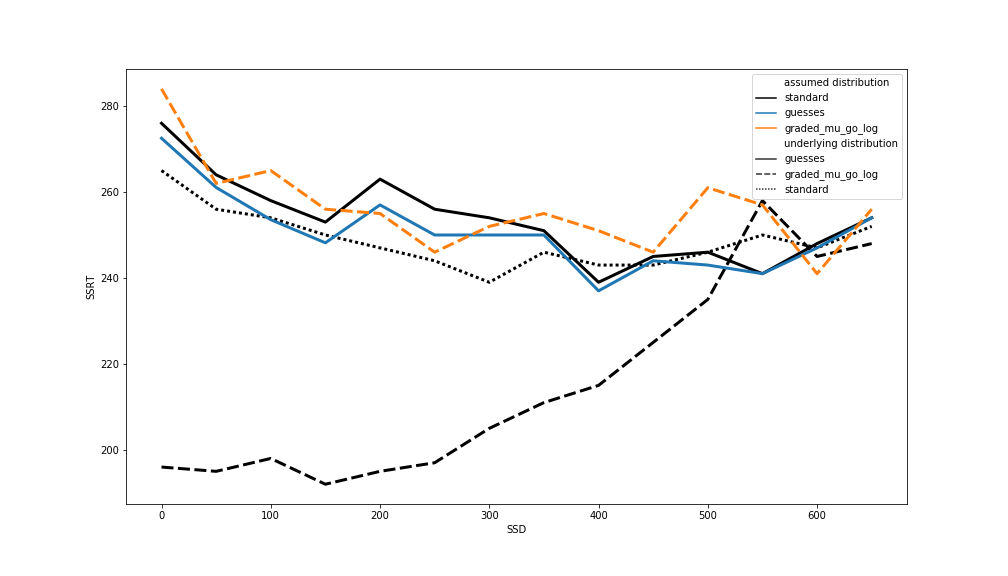 assumed distribution
standard
guesses
graded_mu_go_log
underlying distribution
guesses
graded_mu_go_log
standard
280
260
240
220
200
SSRT
0 100 200 300 400 500 600
SSD